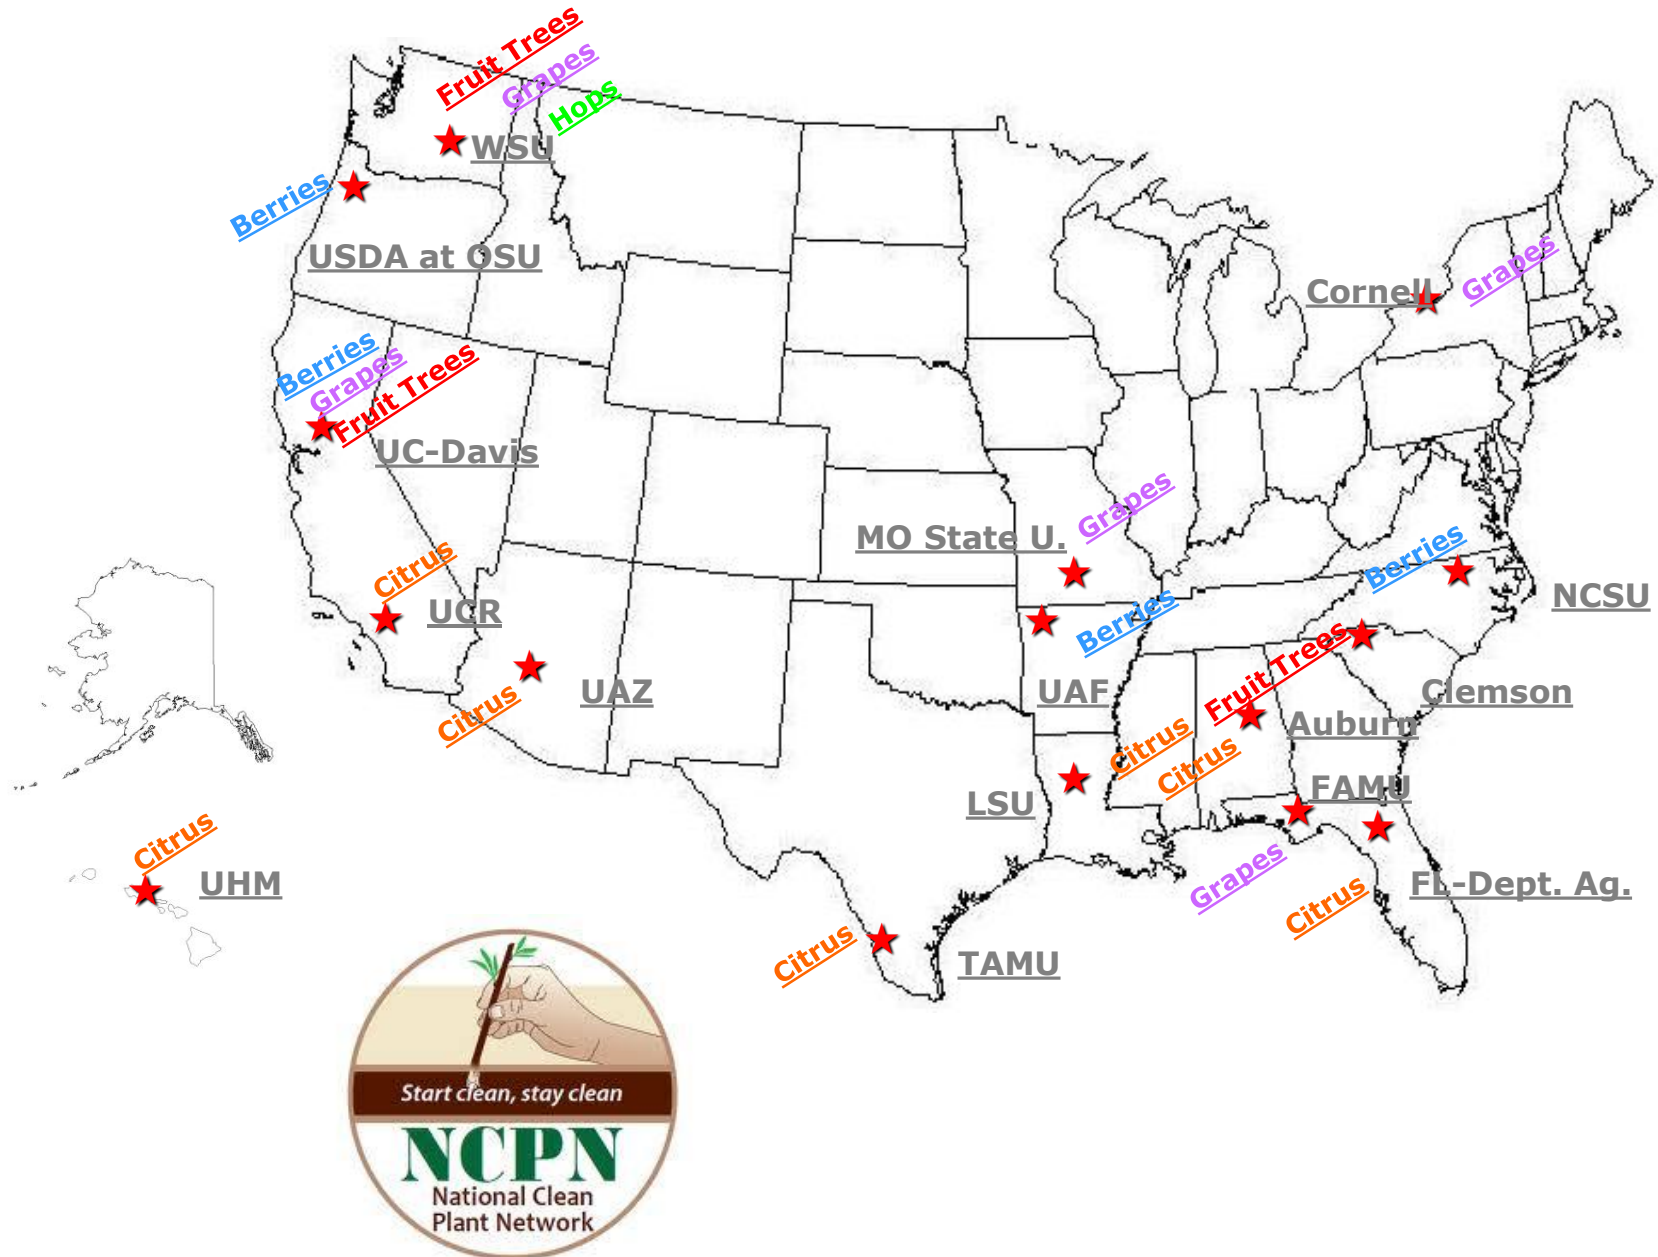 Fruit Trees
Grapes
Hops
WSU
Berries
USDA at OSU
Cornell
Grapes
Berries
Grapes
Fruit Trees
UC-Davis
Grapes
MO State U.
Berries
NCSU
Citrus
UCR
Berries
UAF
Fruit Trees
Clemson
Citrus
UAZ
Citrus
LSU
Citrus
Auburn
FAMU
Grapes
Citrus
FL-Dept. Ag.
Citrus
UHM
Citrus
TAMU
Start clean, stay clean
NCPN
National Clean
Plant Network